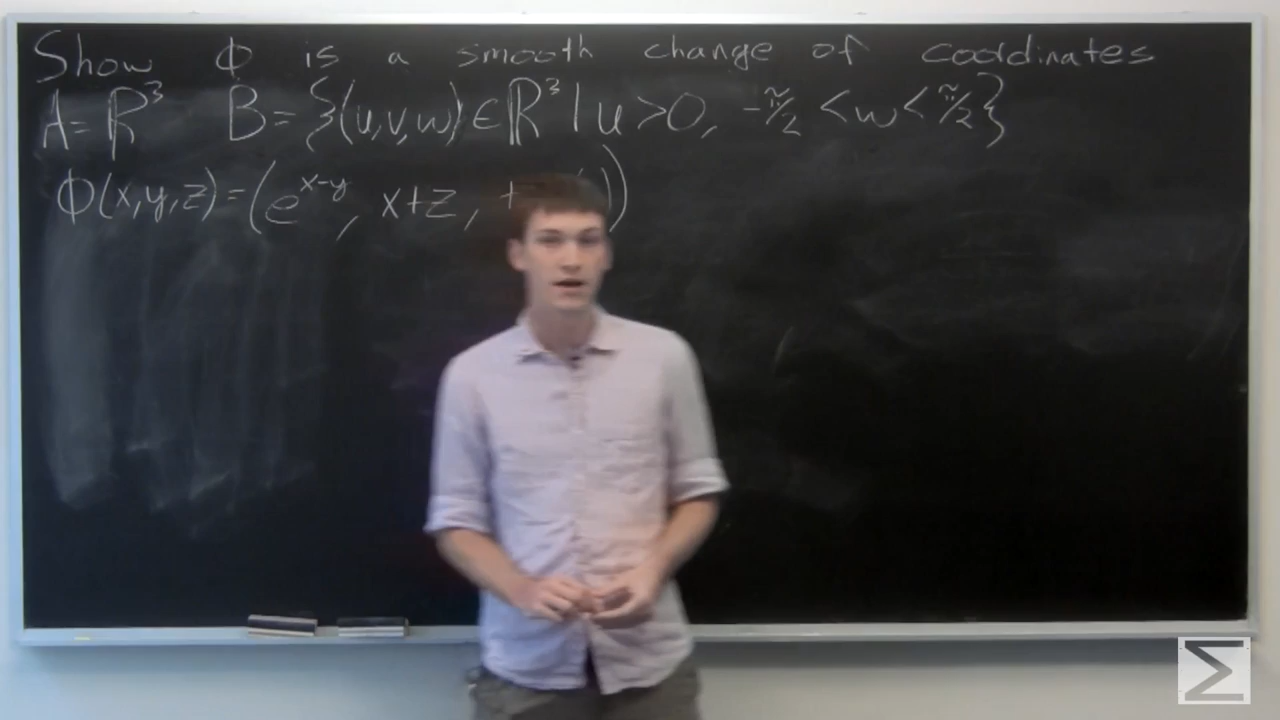 Show Φ is a smooth change of coordinates
A=ℝ³ B={(u,v,w)∈ℝ³ | u>0, -π/2 <w< π/2}
Φ(x,y,z)=(e^{x-y}, x+z, ))
Σ